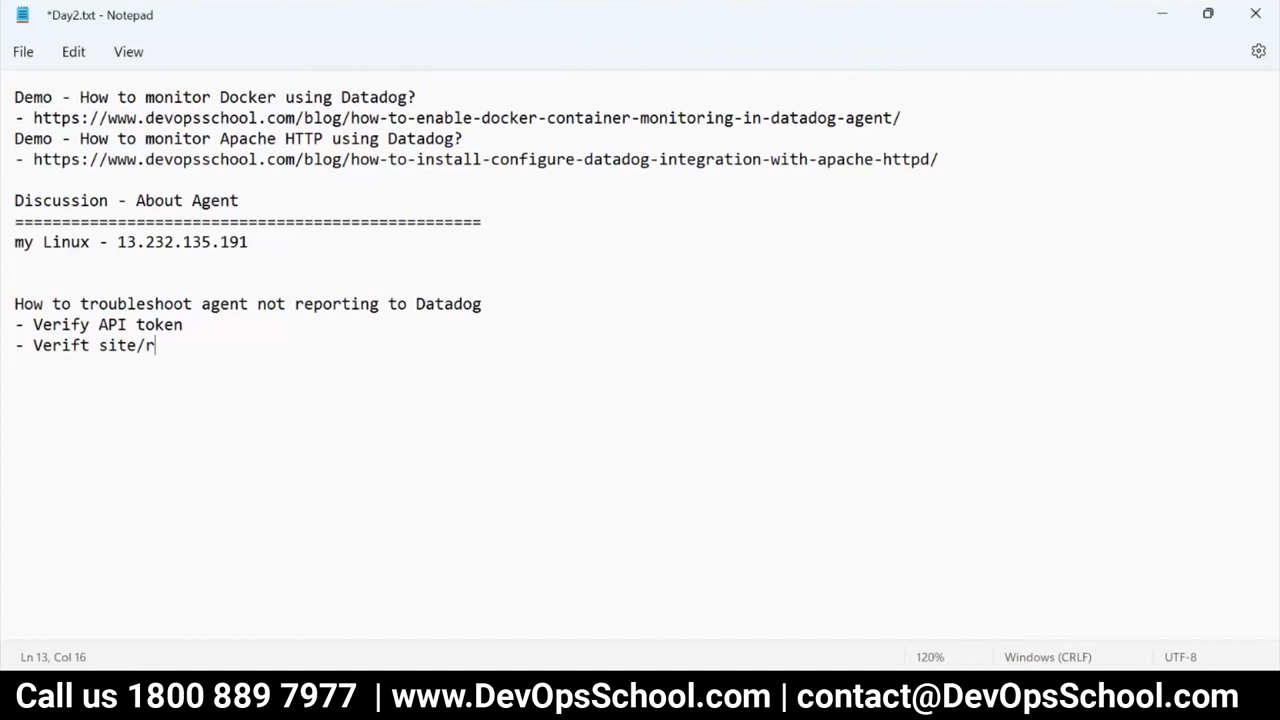 *Day2.txt - Notepad
File Edit View
Demo - How to monitor Docker using Datadog?
- https://www.devopsschool.com/blog/how-to-enable-docker-container-monitoring-in-datadog-agent/
Demo - How to monitor Apache HTTP using Datadog?
- https://www.devopsschool.com/blog/how-to-install-configure-datadog-integration-with-apache-httpd/
Discussion - About Agent
==================================================
my Linux - 13.232.135.191
How to troubleshoot agent not reporting to Datadog
- Verify API token
- Verift site/r
Ln 13, Col 16 120% Windows (CRLF) UTF-8
Call us 1800 889 7977 | www.DevOpsSchool.com | contact@DevOpsSchool.com